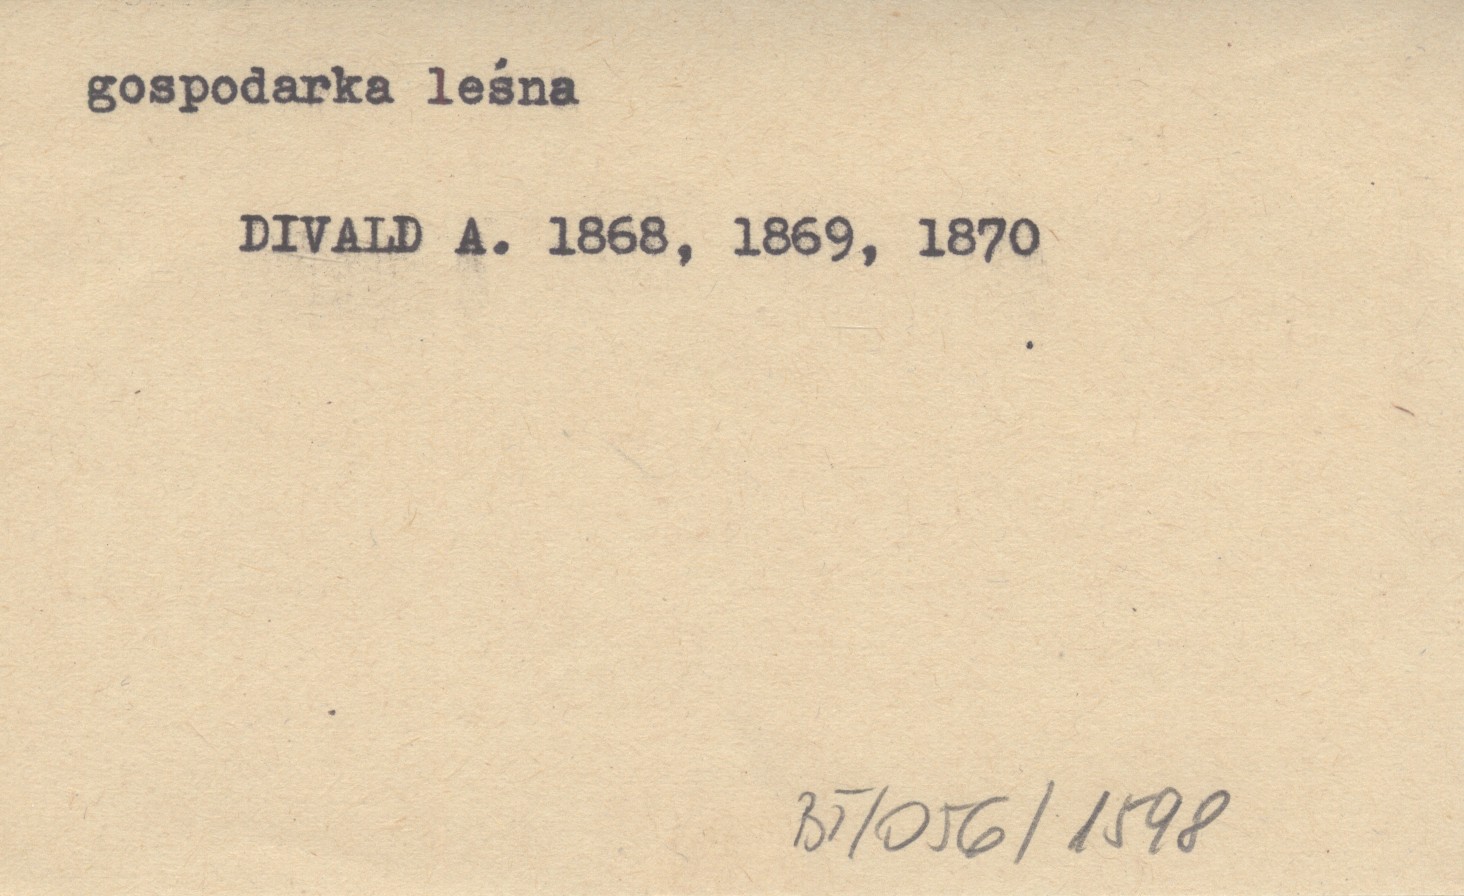 gospodarka leśna
DIVALD A. 1868, 1869, 1870
BT/056/1598